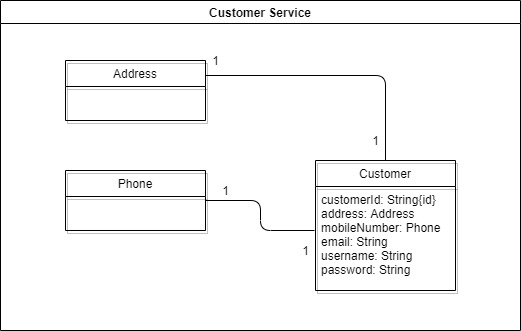 Customer Service
Address
1
1
Phone
1
1
Customer
customerId: String{id}
address: Address
mobileNumber: Phone
email: String
username: String
password: String